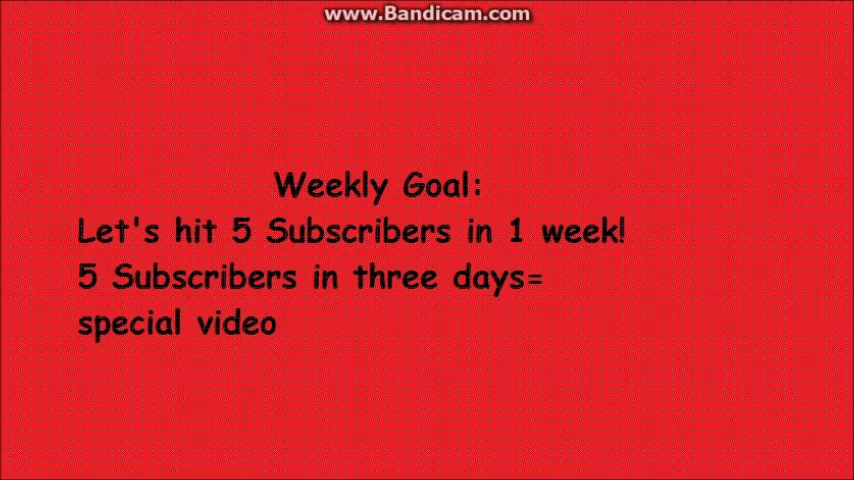 www.Bandicam.com
Weekly Goal:
Let's hit 5 Subscribers in 1 week!
5 Subscribers in three days=
special video